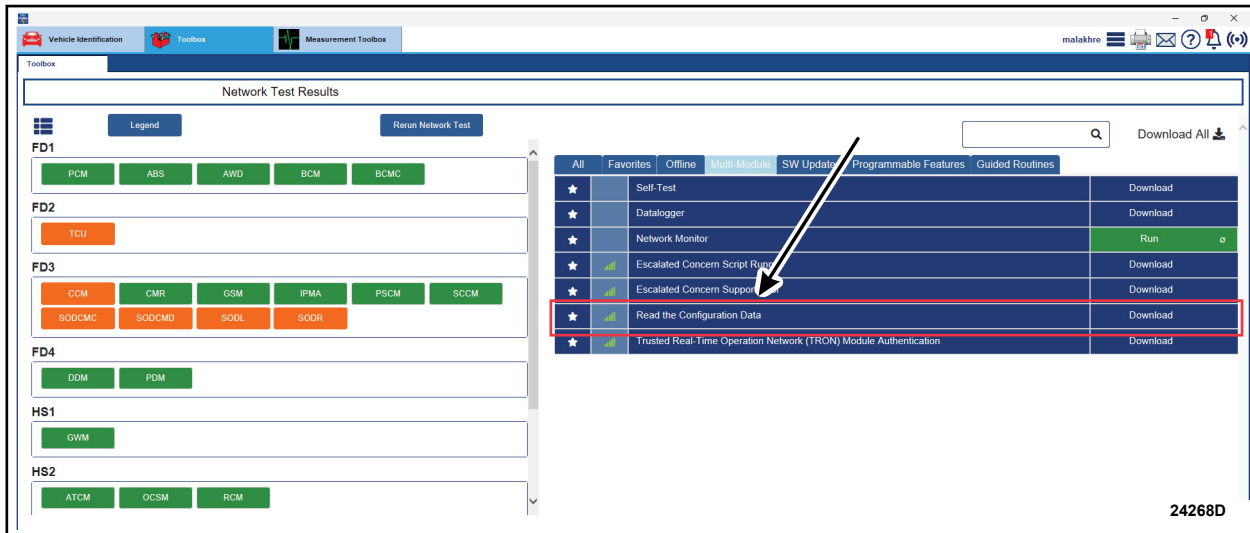 Vehicle Identification
Toolbox
Measurement Toolbox
malakhre
Toolbox
Network Test Results
Legend
Rerun Network Test
Download All
FD1
PCM ABS AWD BCM BCMC
FD2
TCU
FD3
CCM CMR GSM IPMA PSCM SCCM
SODCMC SODCMD SODL SODR
FD4
DDM PDM
HS1
GWM
HS2
ATCM OCSM RCM
All Favorites Offline Multi-Module SW Updates Programmable Features Guided Routines
Self-Test Download
Datalogger Download
Network Monitor Run
Escalated Concern Script Download
Escalated Concern Support Download
Read the Configuration Data Download
Trusted Real-Time Operation Network (TRON) Module Authentication Download
24268D